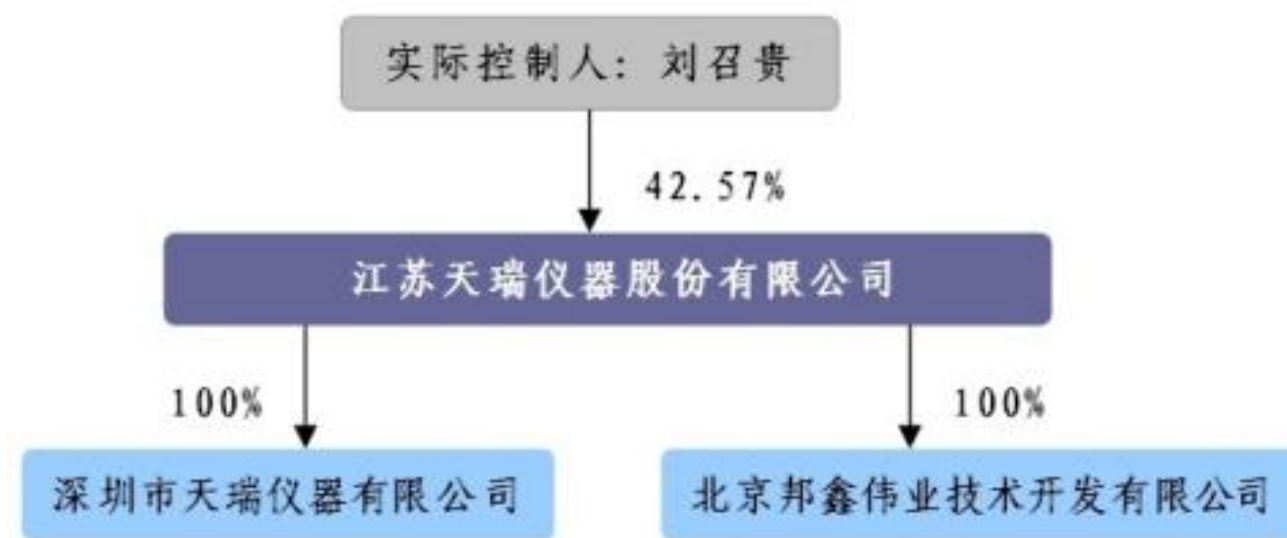 实际控制人：刘召贵
42.57%
江苏天瑞仪器股份有限公司
100%
100%
深圳市天瑞仪器有限公司
北京邦鑫伟业技术开发有限公司